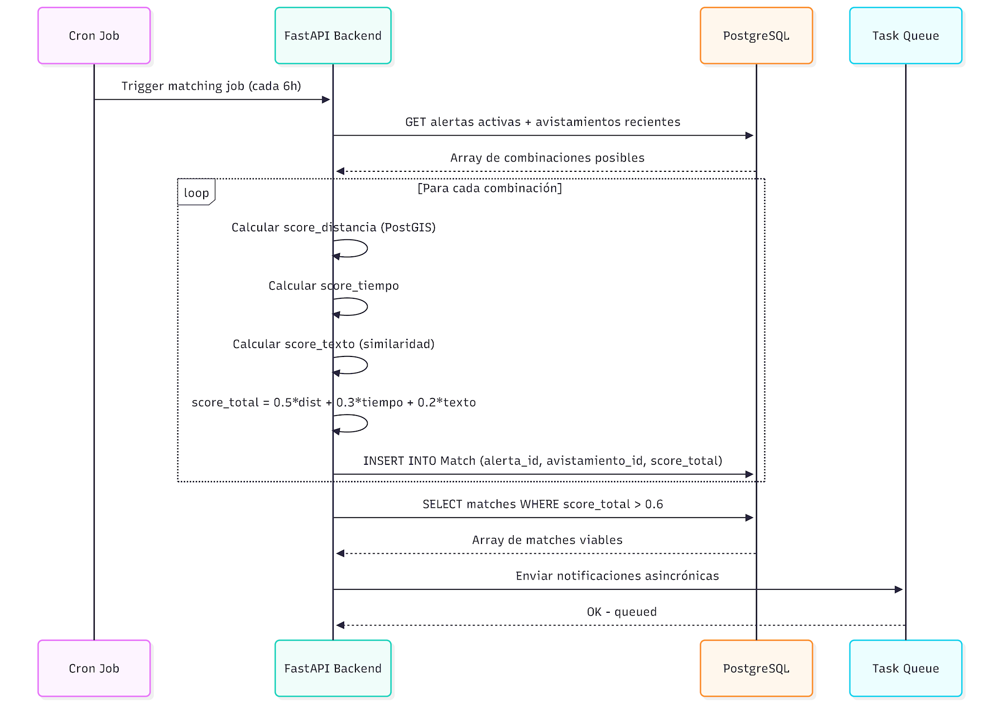 Cron Job
FastAPI Backend
PostgreSQL
Task Queue
Trigger matching job (cada 6h)
GET alertas activas + avistamientos recientes
Array de combinaciones posibles
loop
[Para cada combinación]
Calcular score_distancia (PostGIS)
Calcular score_tiempo
Calcular score_texto (similaridad)
score_total = 0.5*dist + 0.3*tiempo + 0.2*texto
INSERT INTO Match (alerta_id, avistamiento_id, score_total)
SELECT matches WHERE score_total > 0.6
Array de matches viables
Enviar notificaciones asincrónicas
OK - queued
Cron Job
FastAPI Backend
PostgreSQL
Task Queue